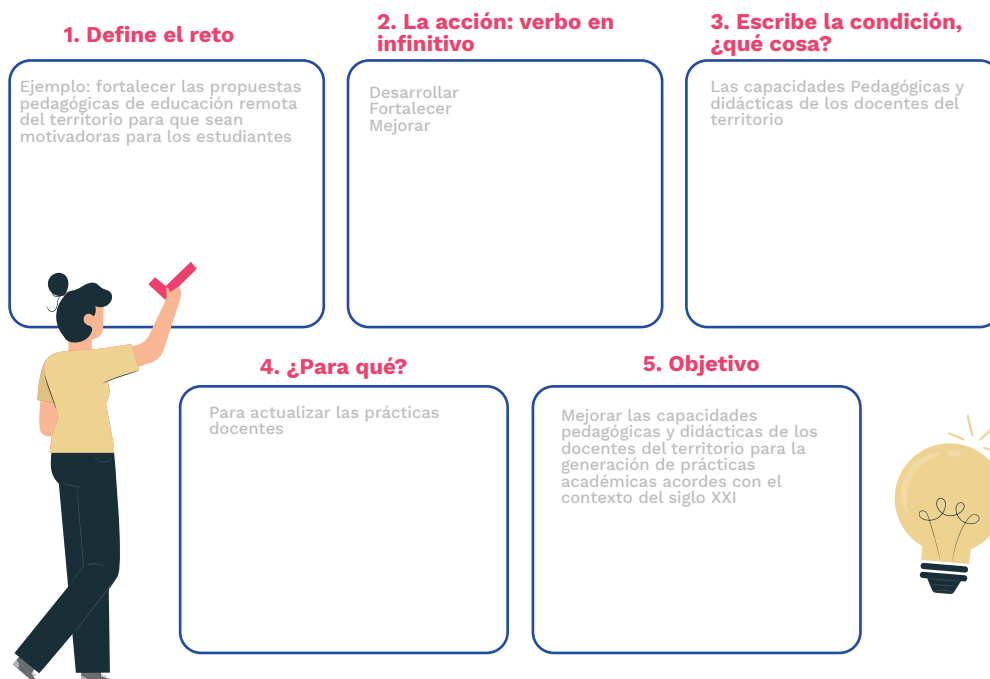 1. Define el reto
Ejemplo: fortalecer las propuestas
pedagógicas de educación remota
del territorio para que sean
motivadoras para los estudiantes
2. La acción: verbo en
infinitivo
Desarrollar
Fortalecer
Mejorar
3. Escribe la condición,
¿qué cosa?
Las capacidades Pedagógicas y
didácticas de los docentes del
territorio
4. ¿Para qué?
Para actualizar las prácticas
docentes
5. Objetivo
Mejorar las capacidades
pedagógicas y didácticas de los
docentes del territorio para la
generación de prácticas
académicas acordes con el
contexto del siglo XXI